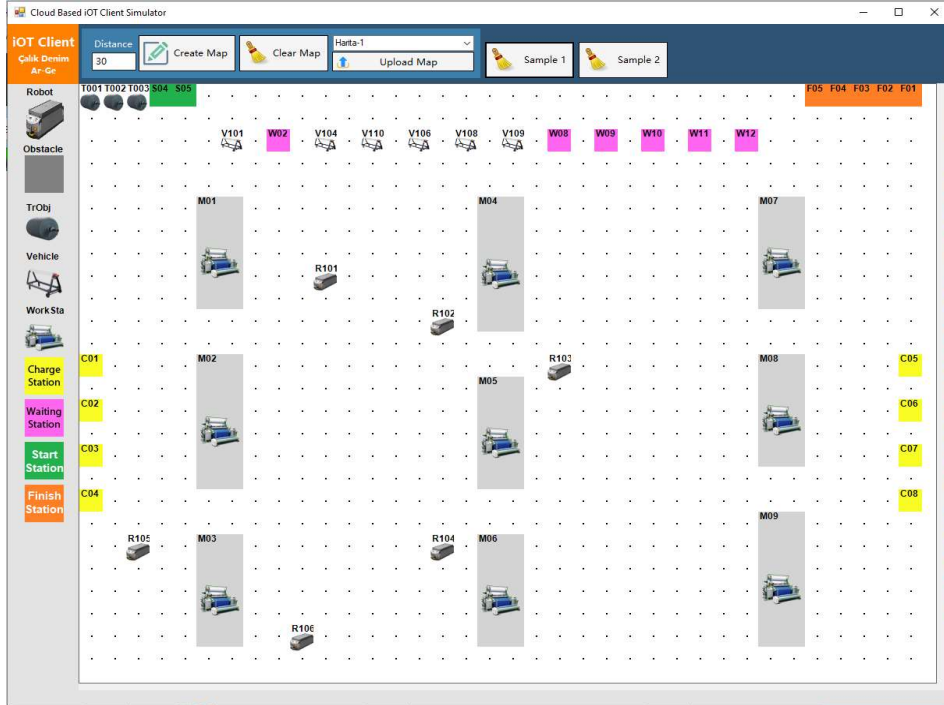 Cloud Based iOT Client Simulator
iOT Client
Çalık Denim
Ar-Ge
Distance
30
Create Map
Clear Map
Harita-1
Upload Map
Sample 1
Sample 2
Robot
Obstacle
TrObj
Vehicle
WorkSta
Charge
Station
Waiting
Station
Start
Station
Finish
Station
T001 T002 T003 S04 S05 F05 F04 F03 F02 F01
V101 W02 V104 V110 V106 V108 V109 W08 W09 W10 W11 W12
M01 M04 M07
R101
R102
C01 M02 R103 M08 C05
M05
C02 C06
C03 C07
C04 C08
M09
R105 M03 R104 M06
R106